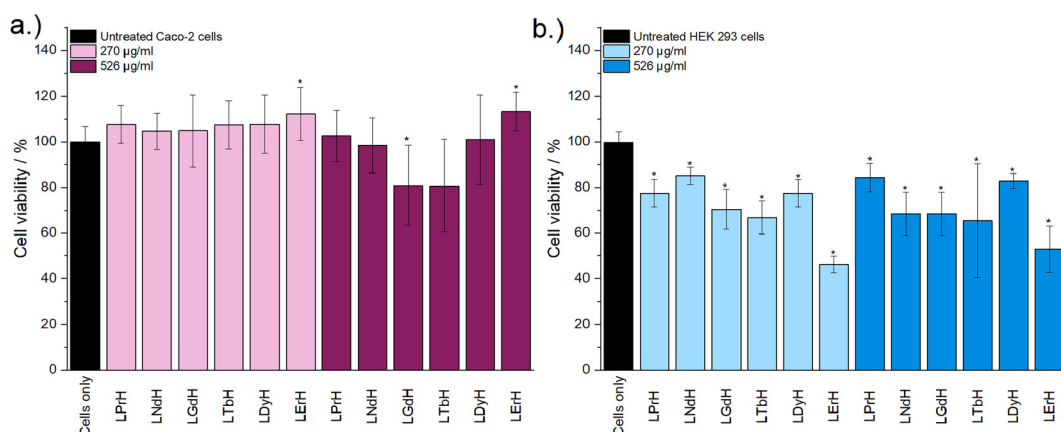 a.)
Untreated Caco-2 cells
270 µg/ml
526 µg/ml
Cell viability / %
140
120
100
80
60
40
20
0
* * *
Cells only
LPrH
LNdH
LGdH
LTbH
LDyH
LErH
LPrH
LNdH
LGdH
LTbH
LDyH
LErH
b.)
Untreated HEK 293 cells
270 µg/ml
526 µg/ml
Cell viability / %
140
120
100
80
60
40
20
0
* * * * * * * * * * * *
Cells only
LPrH
LNdH
LGdH
LTbH
LDyH
LErH
LPrH
LNdH
LGdH
LTbH
LDyH
LErH